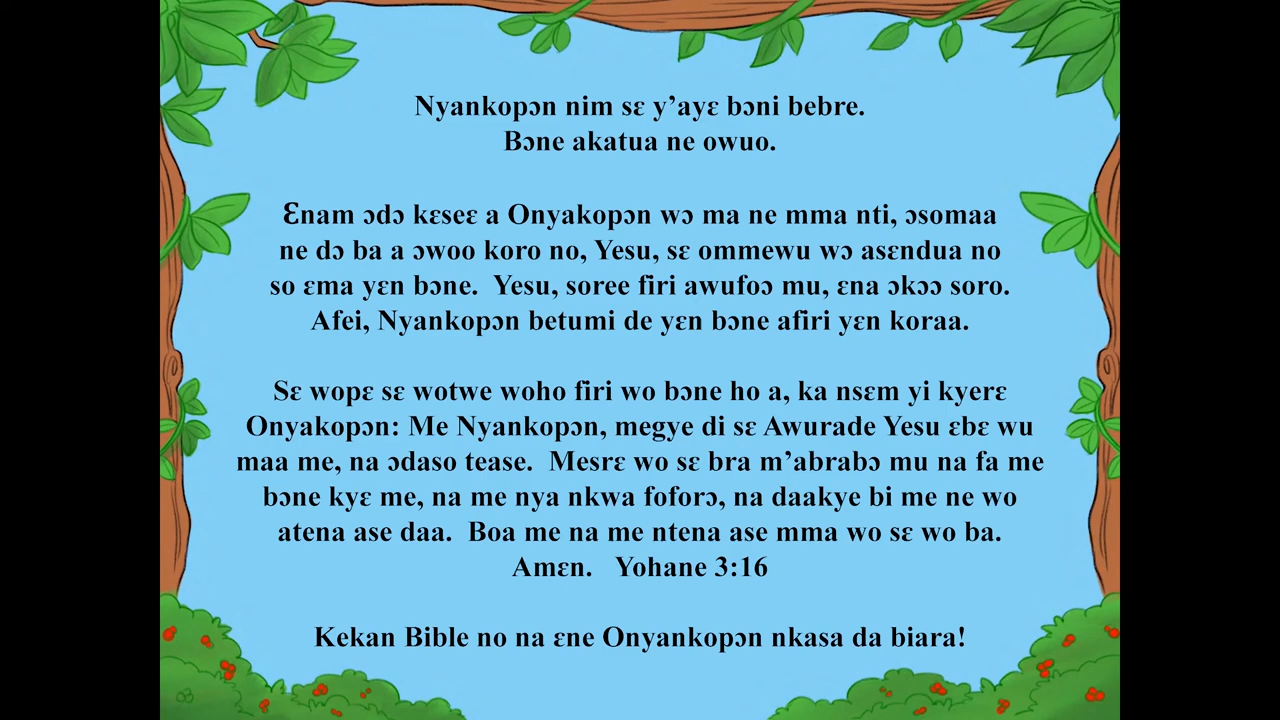 Nyankopɔn nim sɛ y’ayɛ bɔni bebre.
Bɔne akatua ne owuo.
Ɛnam ɔdɔ kɛseɛ a Onyakopɔn wɔ ma ne mma nti, ɔsomaa
ne dɔ ba a ɔwoo koro no, Yesu, sɛ ommewu wɔ asɛndua no
so ɛma yɛn bɔne.  Yesu, soree firi awufoɔ mu, ɛna ɔkɔɔ soro.
Afei, Nyankopɔn betumi de yɛn bɔne afiri yɛn koraa.
Sɛ wopɛ sɛ wotwe woho firi wo bɔne ho a, ka nsɛm yi kyerɛ
Onyakopɔn: Me Nyankopɔn, megye di sɛ Awurade Yesu ɛbɛ wu
maa me, na ɔdaso tease.  Mesrɛ wo sɛ bra m’abrabɔ mu na fa me
bɔne kyɛ me, na me nya nkwa foforɔ, na daakye bi me ne wo
atena ase daa.  Boa me na me ntena ase mma wo sɛ wo ba.
Amɛn.   Yohane 3:16
Kekan Bible no na ɛne Onyankopɔn nkasa da biara!